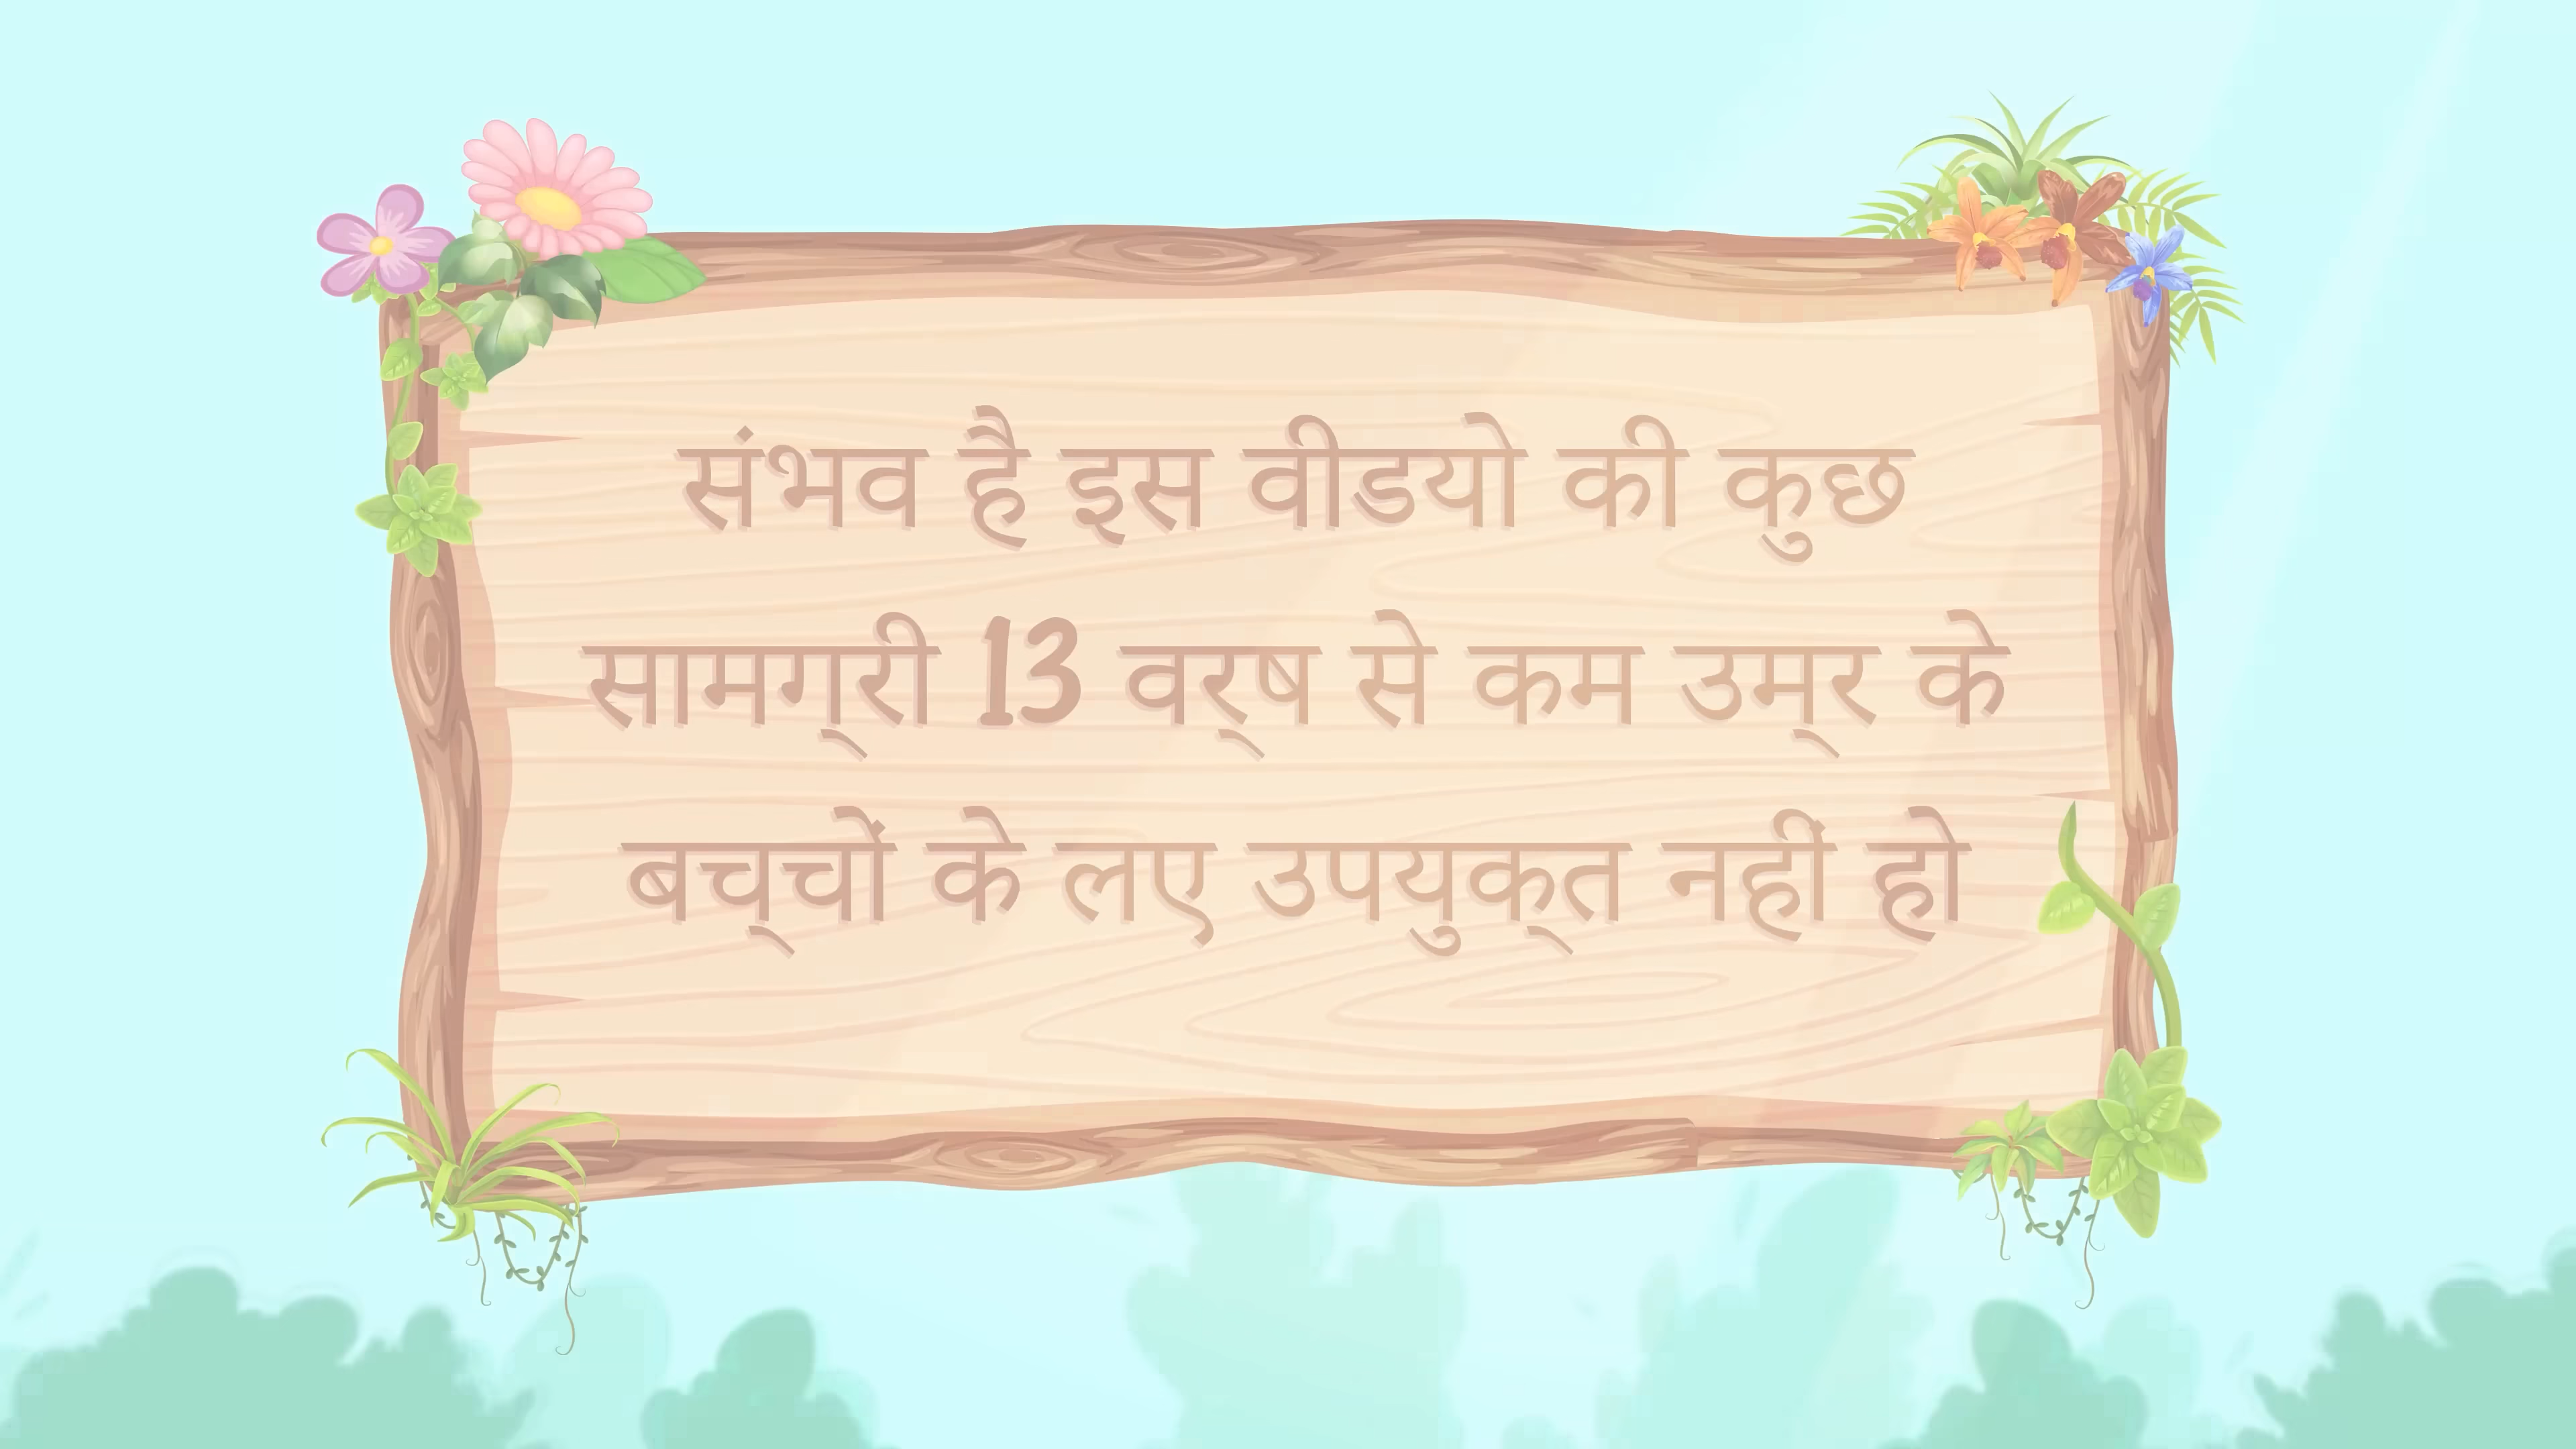 संभव है इस वीडयो की कुछ
सामग्‌री 13 वर्‌ष से कम उम्‌र के
बच्‌चों के लए उपयुक्‌त नहीं हो